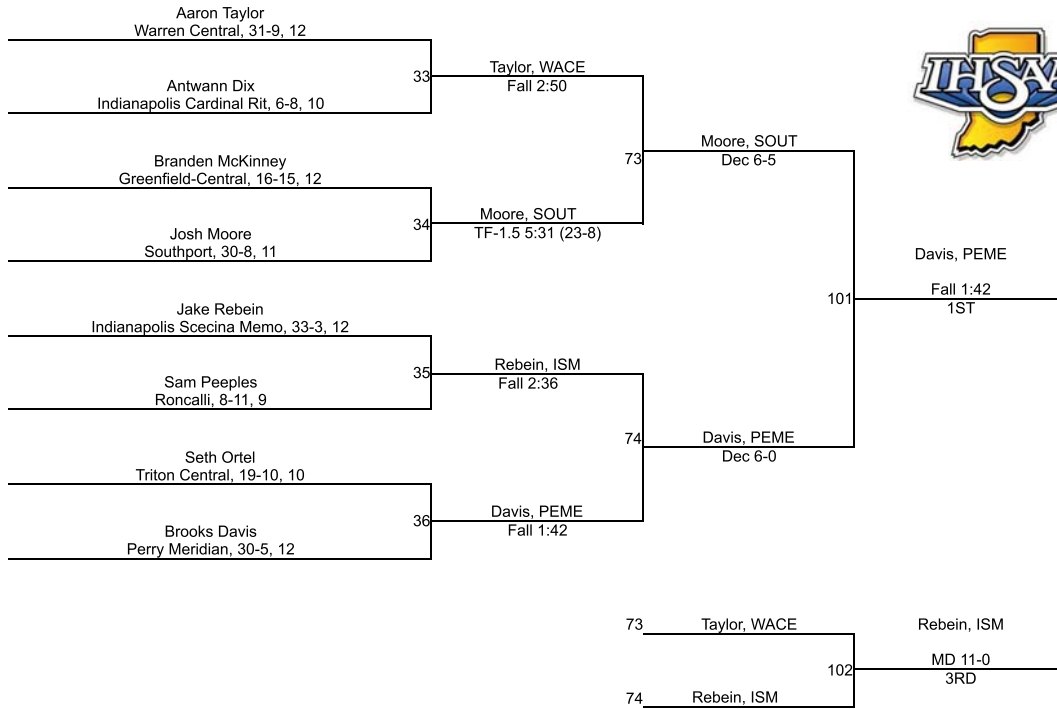 Aaron Taylor
Warren Central, 31-9, 12
Antwann Dix
Indianapolis Cardinal Rit, 6-8, 10
33
Taylor, WACE
Fall 2:50
Branden McKinney
Greenfield-Central, 16-15, 12
Josh Moore
Southport, 30-8, 11
34
Moore, SOUT
TF-1.5 5:31 (23-8)
73
Moore, SOUT
Dec 6-5
Jake Rebein
Indianapolis Scecina Memo, 33-3, 12
Sam Peeples
Roncalli, 8-11, 9
35
Rebein, ISM
Fall 2:36
Seth Ortel
Triton Central, 19-10, 10
Brooks Davis
Perry Meridian, 30-5, 12
36
Davis, PEME
Fall 1:42
74
Davis, PEME
Dec 6-0
101
Davis, PEME
Fall 1:42
1ST
IHSAA
73
Taylor, WACE
74
Rebein, ISM
102
Rebein, ISM
MD 11-0
3RD